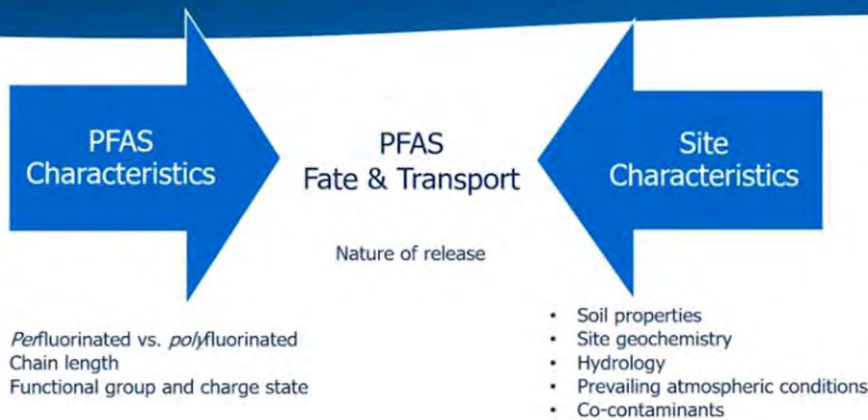 PFAS
Characteristics
PFAS
Fate & Transport
Site
Characteristics
Nature of release
Perfluorinated vs. polyfluorinated
Chain length
Functional group and charge state
• Soil properties
• Site geochemistry
• Hydrology
• Prevailing atmospheric conditions
• Co-contaminants